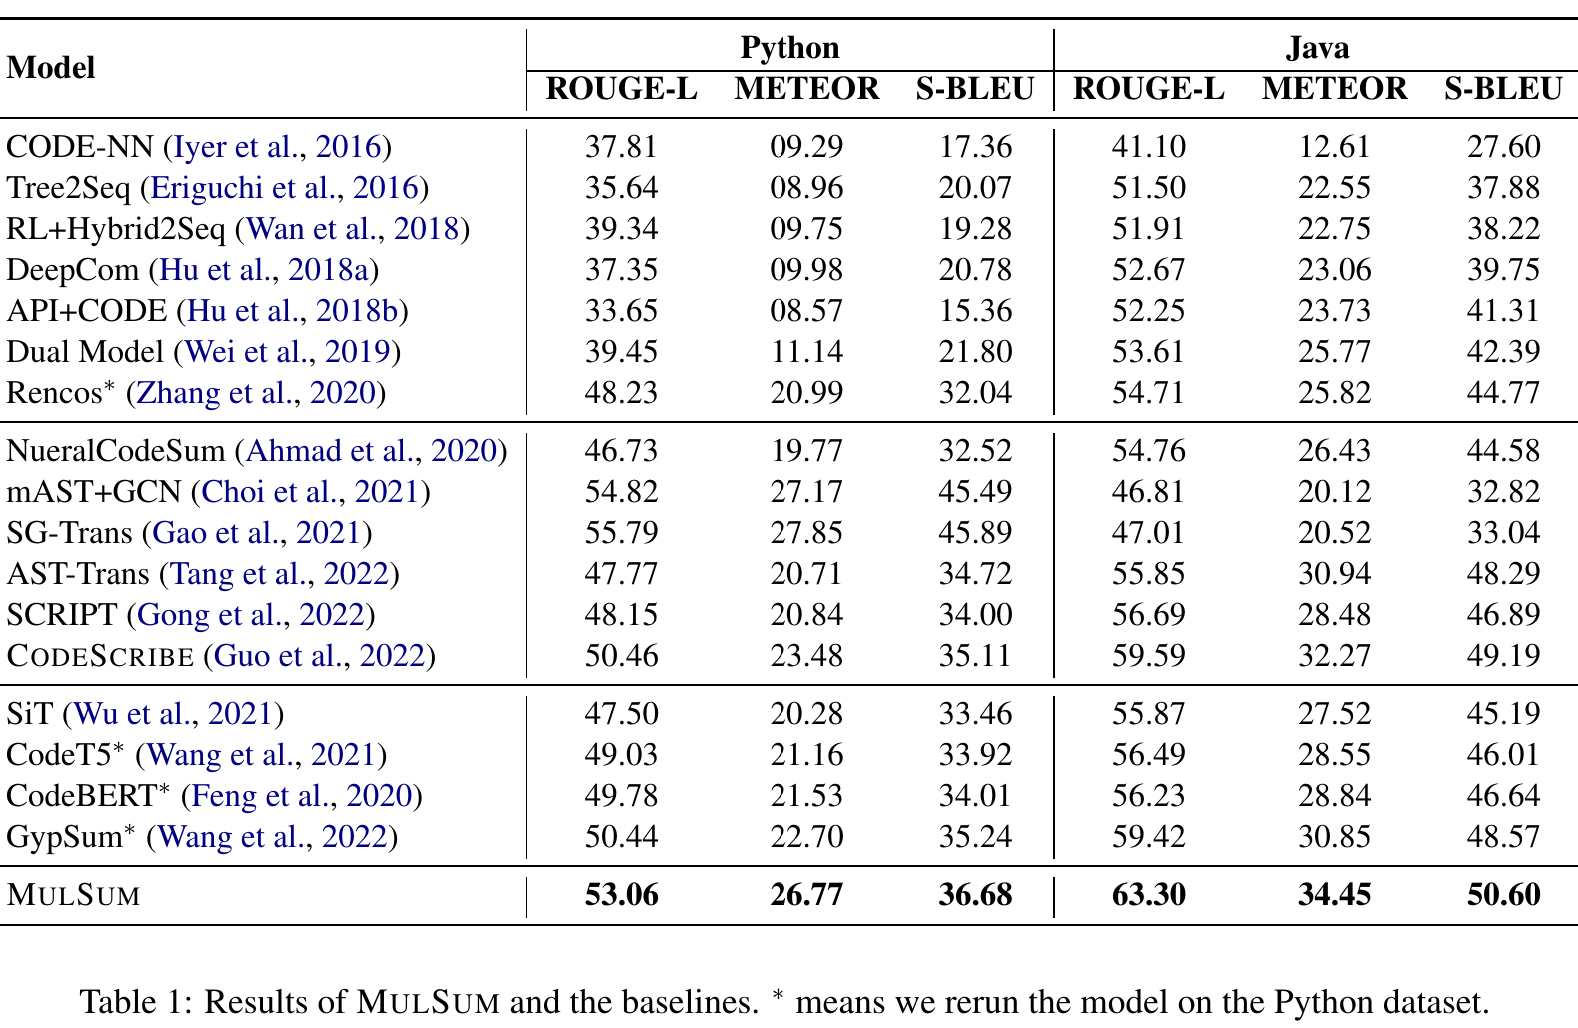 Model Python Java
ROUGE-L METEOR S-BLEU ROUGE-L METEOR S-BLEU
CODE-NN (Iyer et al., 2016) 37.81 09.29 17.36 41.10 12.61 27.60
Tree2Seq (Eriguchi et al., 2016) 35.64 08.96 20.07 51.50 22.55 37.88
RL+Hybrid2Seq (Wan et al., 2018) 39.34 09.75 19.28 51.91 22.75 38.22
DeepCom (Hu et al., 2018a) 37.35 09.98 20.78 52.67 23.06 39.75
API+CODE (Hu et al., 2018b) 33.65 08.57 15.36 52.25 23.73 41.31
Dual Model (Wei et al., 2019) 39.45 11.14 21.80 53.61 25.77 42.39
Rencos* (Zhang et al., 2020) 48.23 20.99 32.04 54.71 25.82 44.77
NueralCodeSum (Ahmad et al., 2020) 46.73 19.77 32.52 54.76 26.43 44.58
mAST+GCN (Choi et al., 2021) 54.82 27.17 45.49 46.81 20.12 32.82
SG-Trans (Gao et al., 2021) 55.79 27.85 45.89 47.01 20.52 33.04
AST-Trans (Tang et al., 2022) 47.77 20.71 34.72 55.85 30.94 48.29
SCRIPT (Gong et al., 2022) 48.15 20.84 34.00 56.69 28.48 46.89
CODESCRIBE (Guo et al., 2022) 50.46 23.48 35.11 59.59 32.27 49.19
SiT (Wu et al., 2021) 47.50 20.28 33.46 55.87 27.52 45.19
CodeT5* (Wang et al., 2021) 49.03 21.16 33.92 56.49 28.55 46.01
CodeBERT* (Feng et al., 2020) 49.78 21.53 34.01 56.23 28.84 46.64
GypSum* (Wang et al., 2022) 50.44 22.70 35.24 59.42 30.85 48.57
MULSUM 53.06 26.77 36.68 63.30 34.45 50.60
Table 1: Results of MULSUM and the baselines. * means we rerun the model on the Python dataset.